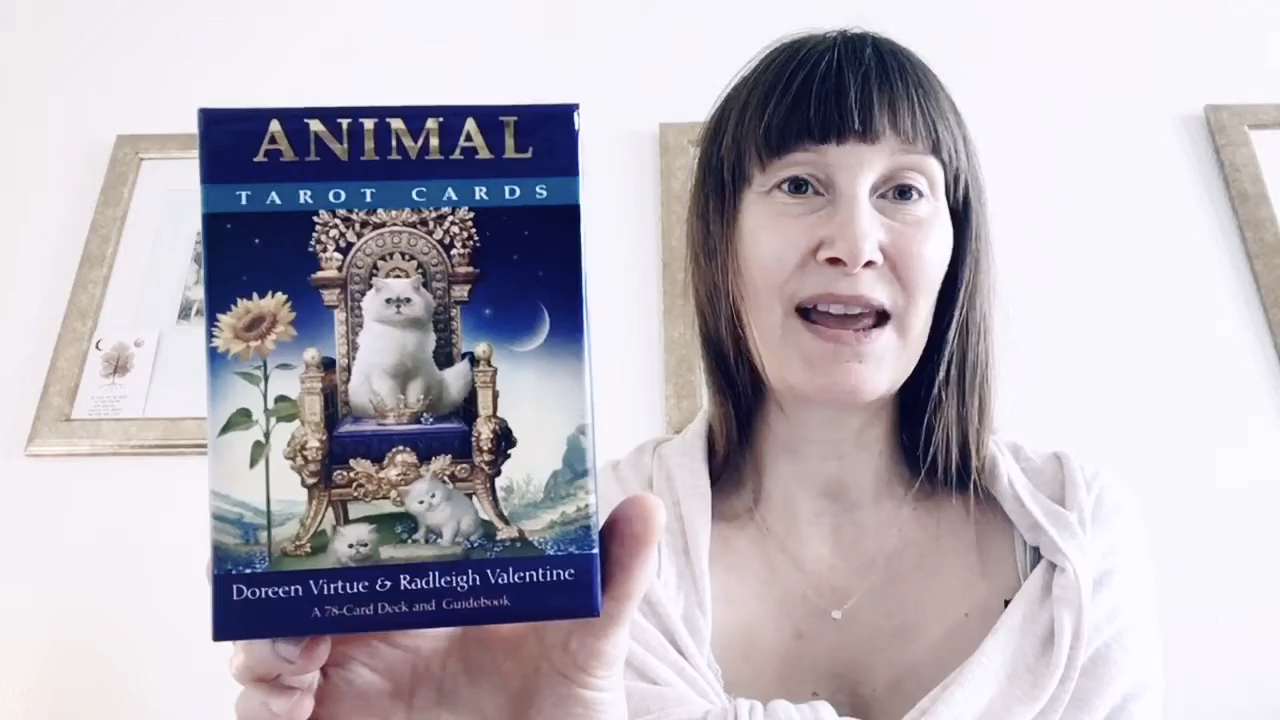 ANIMAL
TAROT CARDS
Doreen Virtue & Radleigh Valentine
A 78-Card Deck and Guidebook